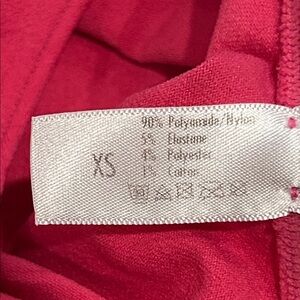 90% Polyamide/Nylon
5% Elastane
4% Polyester
1% Cotton
XS